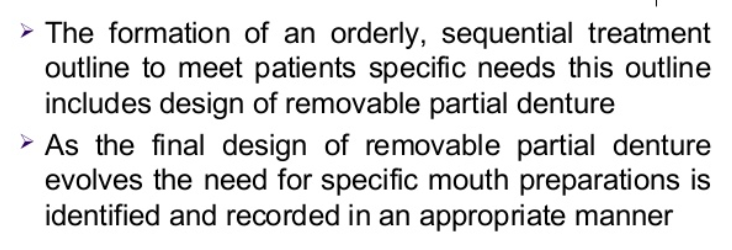 ➢ The formation of an orderly, sequential treatment
outline to meet patients specific needs this outline
includes design of removable partial denture
➢ As the final design of removable partial denture
evolves the need for specific mouth preparations is
identified and recorded in an appropriate manner